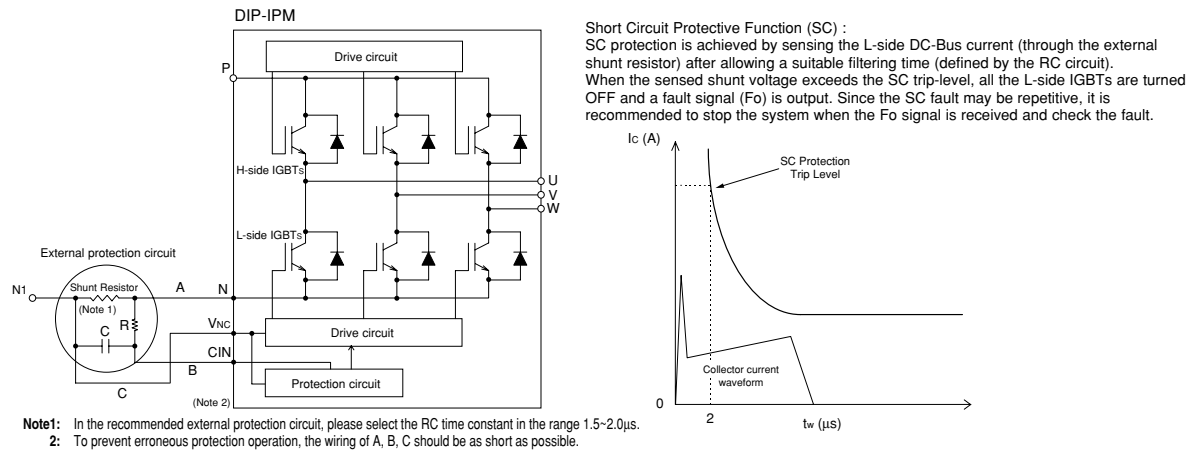 DIP-IPM
Drive circuit
P
H-side IGBTs
U
V
W
L-side IGBTs
External protection circuit
N1
Shunt Resistor
(Note 1)
A
N
R
C
VNC
Drive circuit
CIN
B
C
Protection circuit
(Note 2)
Short Circuit Protective Function (SC) :
SC protection is achieved by sensing the L-side DC-Bus current (through the external
shunt resistor) after allowing a suitable filtering time (defined by the RC circuit).
When the sensed shunt voltage exceeds the SC trip-level, all the L-side IGBTs are turned
OFF and a fault signal (Fo) is output. Since the SC fault may be repetitive, it is
recommended to stop the system when the Fo signal is received and check the fault.
IC (A)
SC Protection
Trip Level
Collector current
waveform
0
2
tw (μs)
Note1: In the recommended external protection circuit, please select the RC time constant in the range 1.5~2.0μs.
2: To prevent erroneous protection operation, the wiring of A, B, C should be as short as possible.